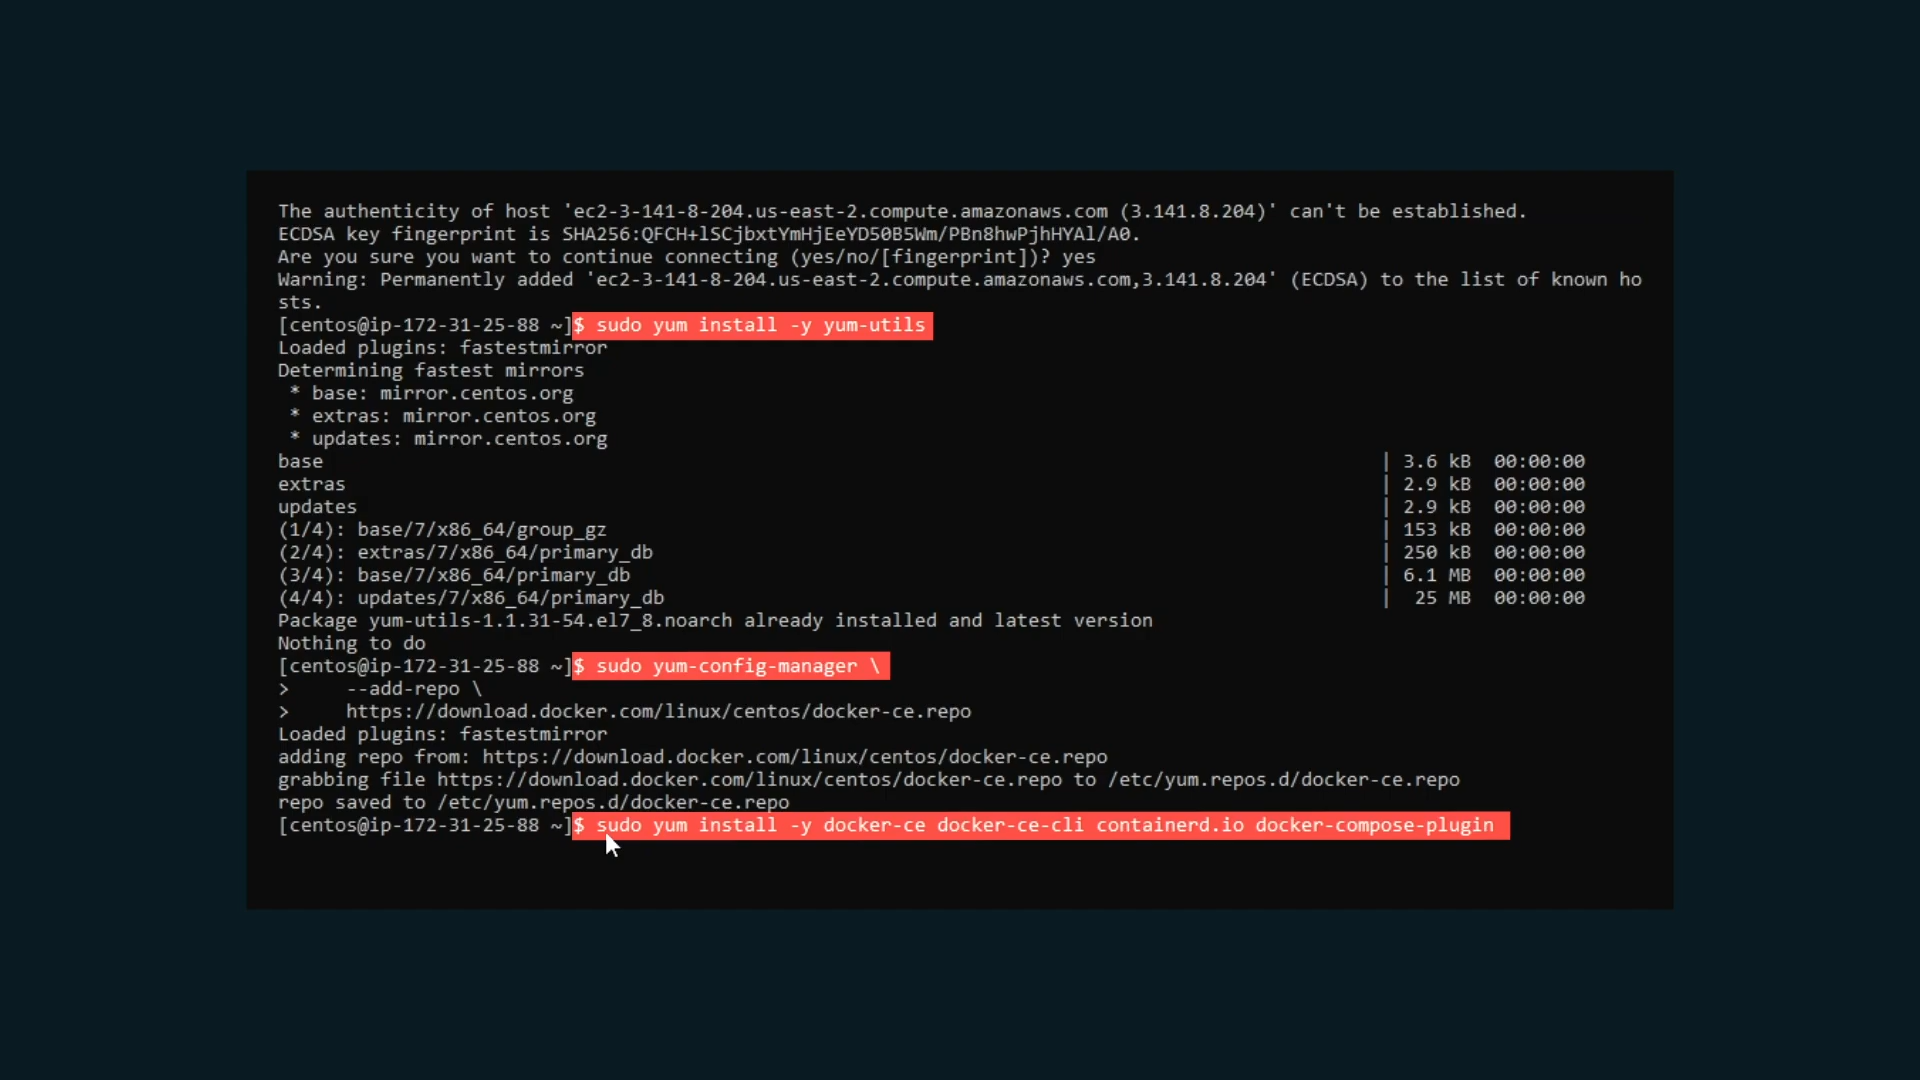 The authenticity of host 'ec2-3-141-8-204.us-east-2.compute.amazonaws.com (3.141.8.204)' can't be established.
ECDSA key fingerprint is SHA256:QFCH+lSCjbxtYmHjEeYD50B5Wm/PBn8hwPjhHYAl/A0.
Are you sure you want to continue connecting (yes/no/[fingerprint])? yes
Warning: Permanently added 'ec2-3-141-8-204.us-east-2.compute.amazonaws.com,3.141.8.204' (ECDSA) to the list of known ho
sts.
[centos@ip-172-31-25-88 ~]$ sudo yum install -y yum-utils
Loaded plugins: fastestmirror
Determining fastest mirrors
 * base: mirror.centos.org
 * extras: mirror.centos.org
 * updates: mirror.centos.org
base | 3.6 kB 00:00:00
extras | 2.9 kB 00:00:00
updates | 2.9 kB 00:00:00
(1/4): base/7/x86_64/group_gz | 153 kB 00:00:00
(2/4): extras/7/x86_64/primary_db | 250 kB 00:00:00
(3/4): base/7/x86_64/primary_db | 6.1 MB 00:00:00
(4/4): updates/7/x86_64/primary_db | 25 MB 00:00:00
Package yum-utils-1.1.31-54.el7_8.noarch already installed and latest version
Nothing to do
[centos@ip-172-31-25-88 ~]$ sudo yum-config-manager \
> --add-repo \
> https://download.docker.com/linux/centos/docker-ce.repo
Loaded plugins: fastestmirror
adding repo from: https://download.docker.com/linux/centos/docker-ce.repo
grabbing file https://download.docker.com/linux/centos/docker-ce.repo to /etc/yum.repos.d/docker-ce.repo
repo saved to /etc/yum.repos.d/docker-ce.repo
[centos@ip-172-31-25-88 ~]$ sudo yum install -y docker-ce docker-ce-cli containerd.io docker-compose-plugin